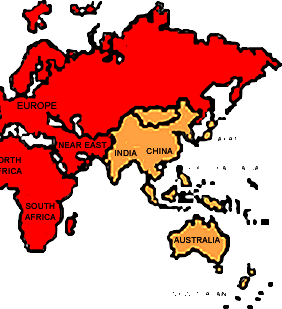 EUROPE
NEAR EAST
INDIA
CHINA
ORTH
FRICA
SOUTH
AFRICA
AUSTRALIA